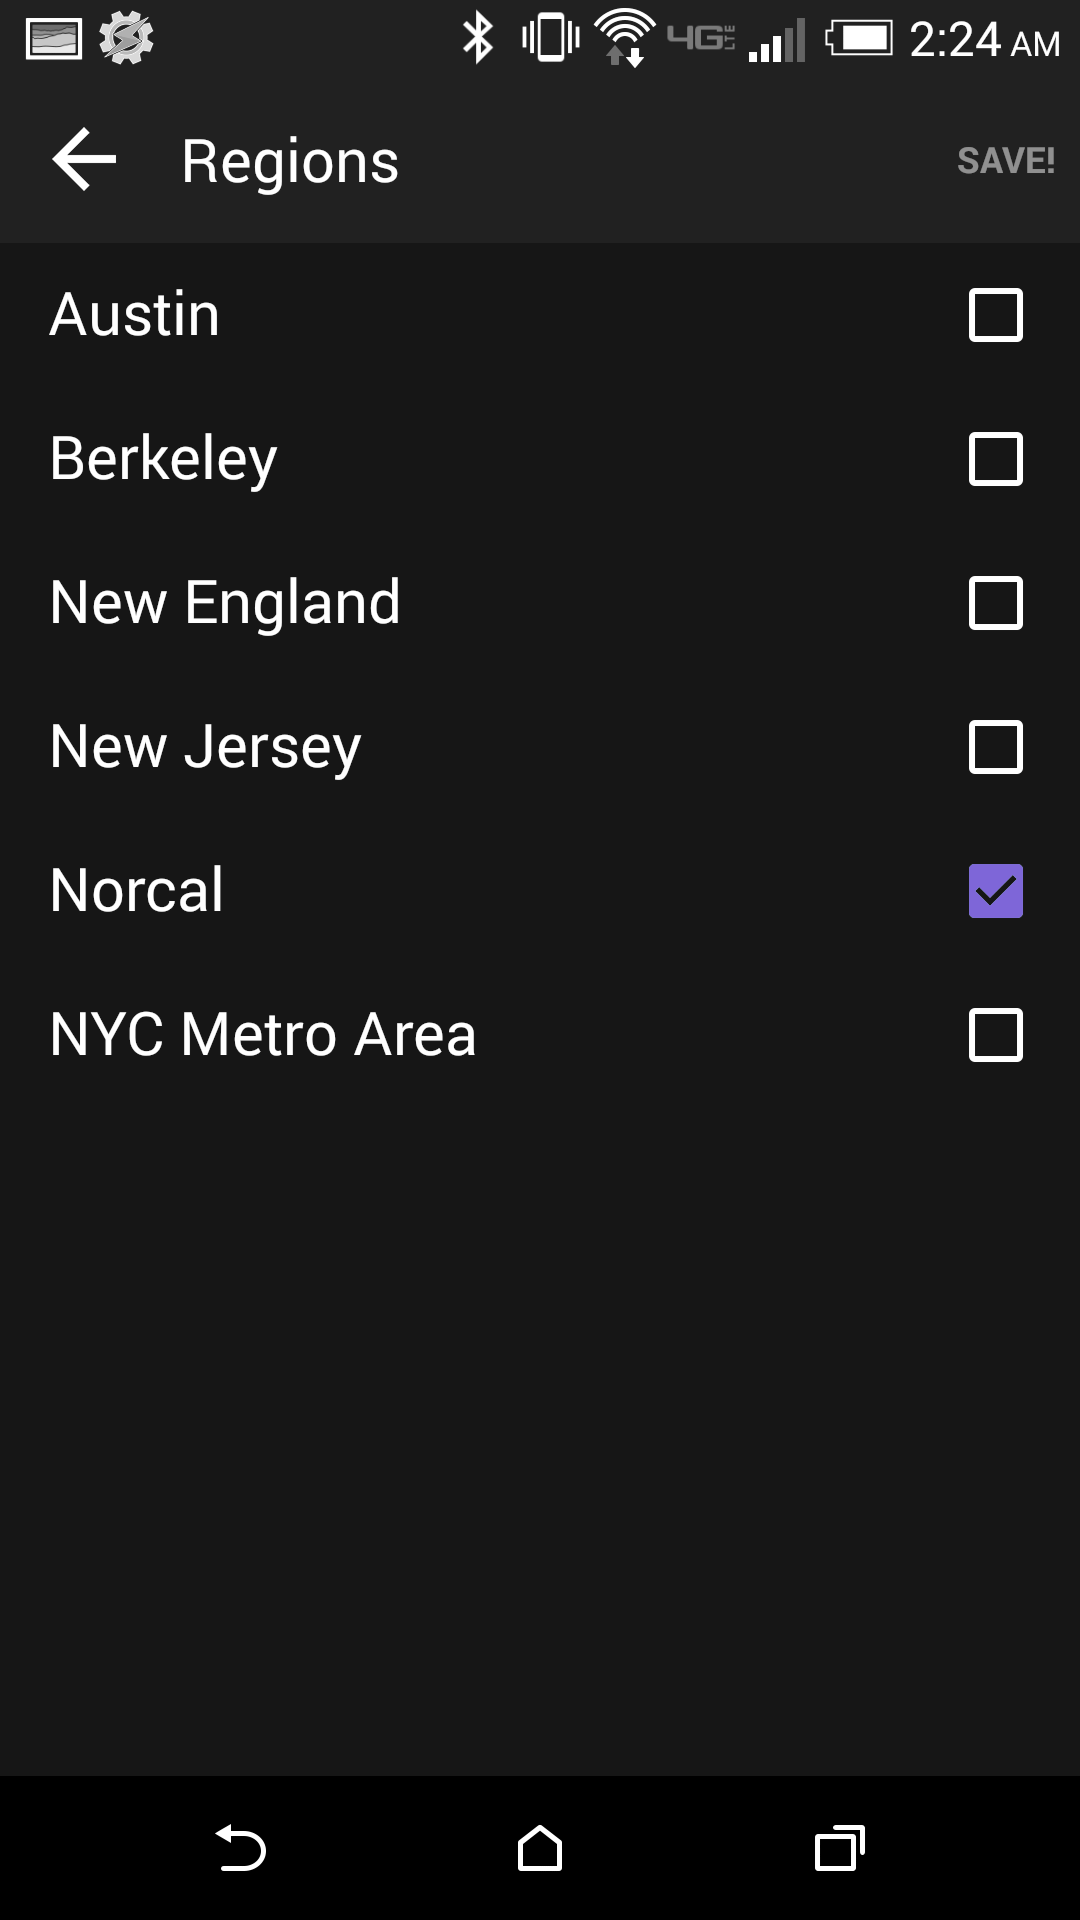 4G LTE 2:24 AM
Regions SAVE!
Austin
Berkeley
New England
New Jersey
Norcal
NYC Metro Area